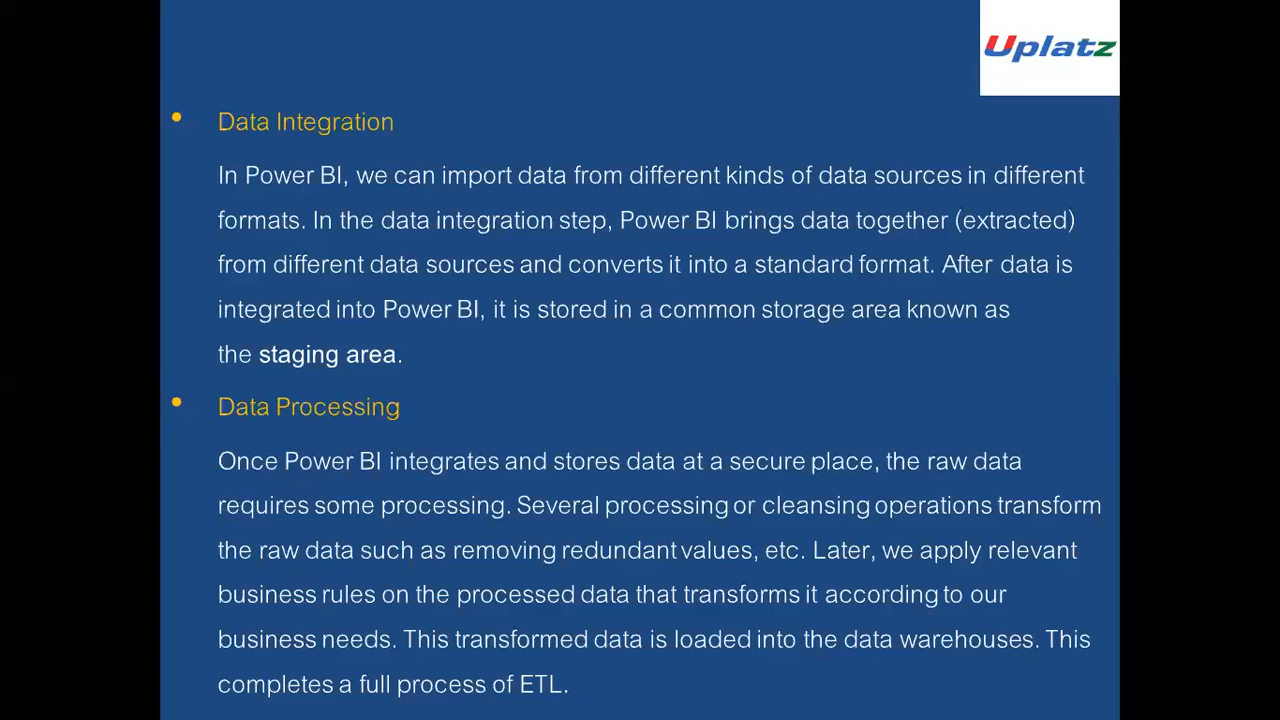 Uplatz
• Data Integration
In Power BI, we can import data from different kinds of data sources in different
formats. In the data integration step, Power BI brings data together (extracted)
from different data sources and converts it into a standard format. After data is
integrated into Power BI, it is stored in a common storage area known as
the staging area.
• Data Processing
Once Power BI integrates and stores data at a secure place, the raw data
requires some processing. Several processing or cleansing operations transform
the raw data such as removing redundant values, etc. Later, we apply relevant
business rules on the processed data that transforms it according to our
business needs. This transformed data is loaded into the data warehouses. This
completes a full process of ETL.